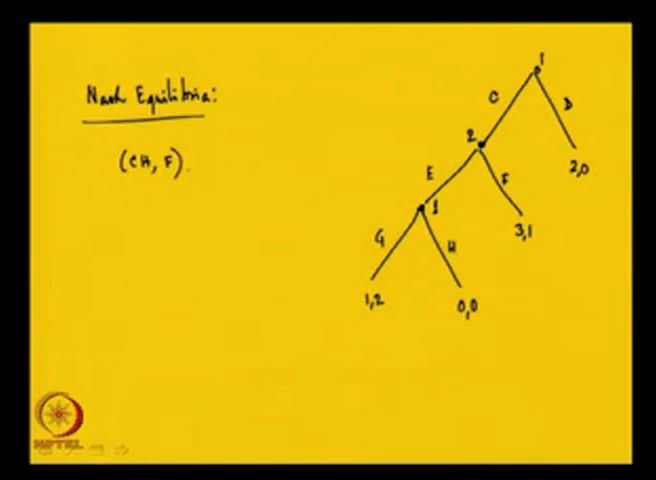 Nash Equilibria:
(CH, F).
1
C
D
2
2,0
E
F
1
3,1
G
H
1,2
0,0
NPTEL